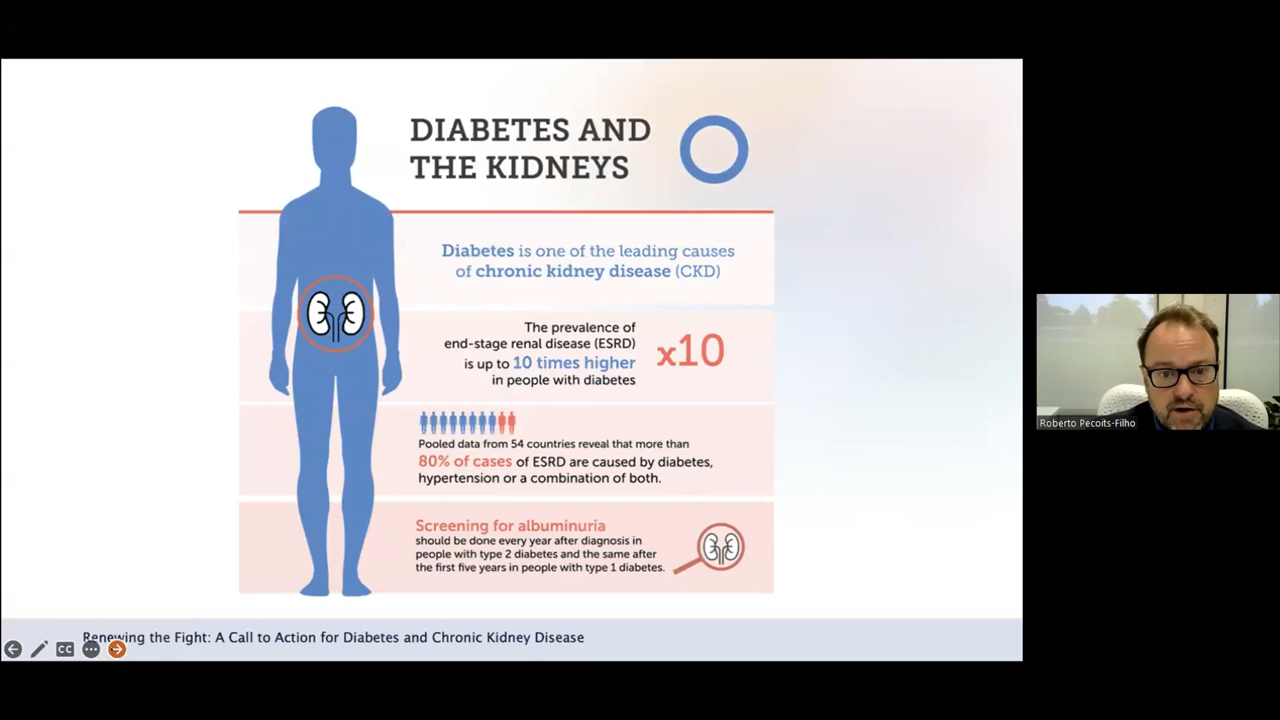 DIABETES AND
THE KIDNEYS
Diabetes is one of the leading causes
of chronic kidney disease (CKD)
The prevalence of
end-stage renal disease (ESRD)
is up to 10 times higher
in people with diabetes
x10
Pooled data from 54 countries reveal that more than
80% of cases of ESRD are caused by diabetes,
hypertension or a combination of both.
Screening for albuminuria
should be done every year after diagnosis in
people with type 2 diabetes and the same after
the first five years in people with type 1 diabetes.
Renewing the Fight: A Call to Action for Diabetes and Chronic Kidney Disease
CC
Roberto Pecoits-Filho